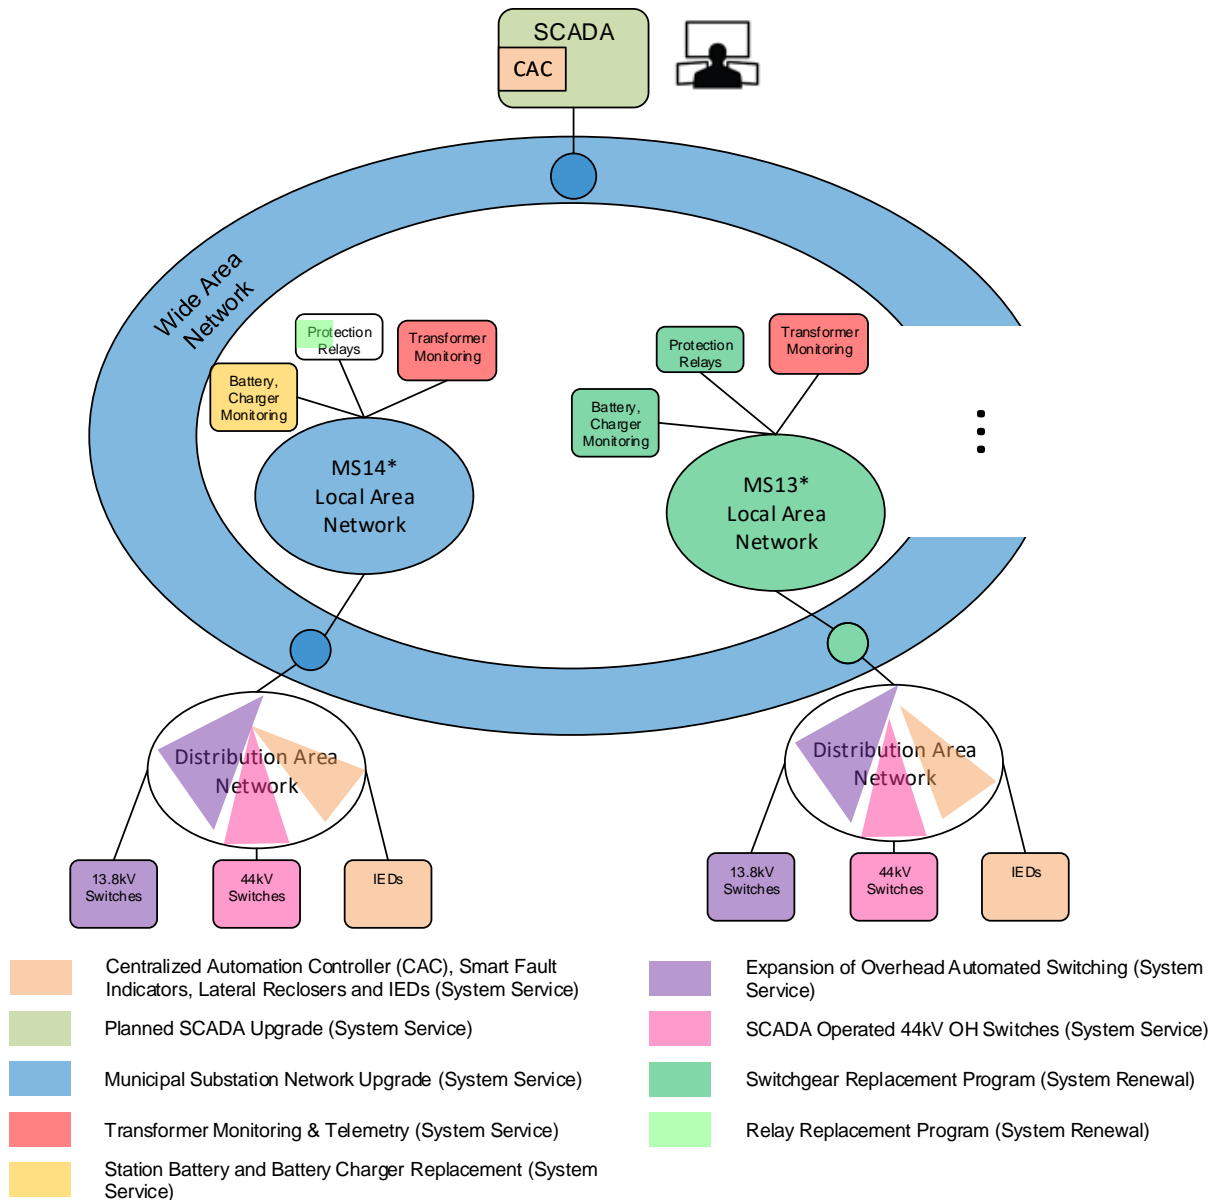 SCADA
CAC
Wide Area
Network
Protection
Relays
Transformer
Monitoring
Battery,
Charger
Monitoring
MS14*
Local Area
Network
Protection
Relays
Transformer
Monitoring
Battery,
Charger
Monitoring
MS13*
Local Area
Network
Distribution Area
Network
13.8kV
Switches
44kV
Switches
IEDs
Distribution Area
Network
13.8kV
Switches
44kV
Switches
IEDs
Centralized Automation Controller (CAC), Smart Fault
Indicators, Lateral Reclosers and IEDs (System Service)
Planned SCADA Upgrade (System Service)
Municipal Substation Network Upgrade (System Service)
Transformer Monitoring & Telemetry (System Service)
Station Battery and Battery Charger Replacement (System
Service)
Expansion of Overhead Automated Switching (System
Service)
SCADA Operated 44kV OH Switches (System Service)
Switchgear Replacement Program (System Renewal)
Relay Replacement Program (System Renewal)